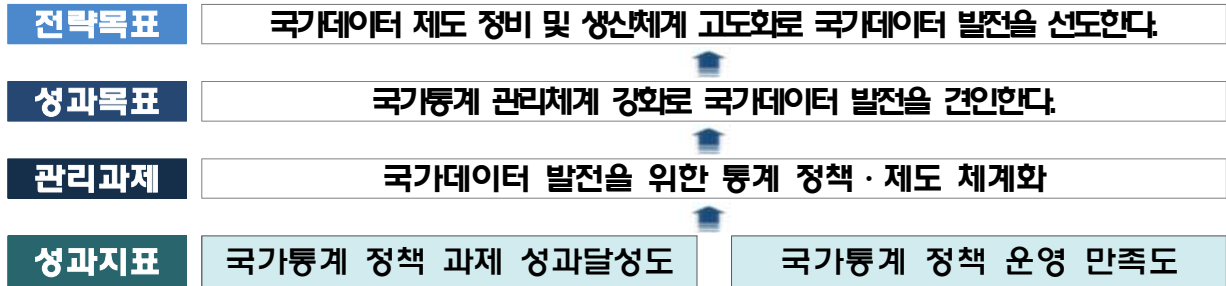 전략목표 국가데이터 제도 정비 및 생산체계 고도화로 국가데이터 발전을 선도한다.
성과목표 국가통계 관리체계 강화로 국가데이터 발전을 견인한다.
관리과제 국가데이터 발전을 위한 통계 정책·제도 체계화
성과지표 국가통계 정책 과제 성과달성도 국가통계 정책 운영 만족도